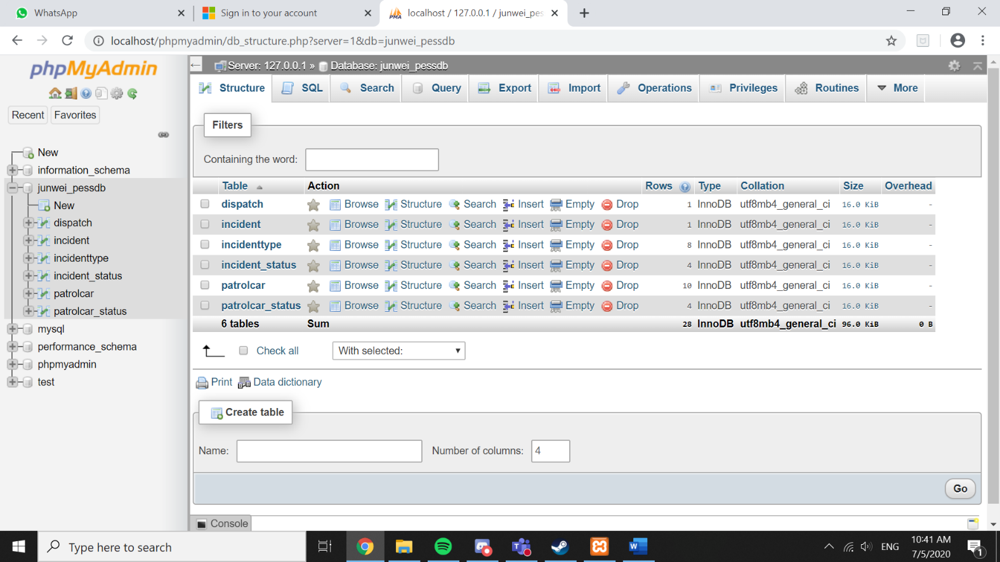 WhatsApp
Sign in to your account
localhost / 127.0.0.1 / junwei_pes
localhost/phpmyadmin/db_structure.php?server=1&db=junwei_pessdb
phpMyAdmin
Recent Favorites
New
information_schema
junwei_pessdb
New
dispatch
incident
incidenttype
incident_status
patrolcar
patrolcar_status
mysql
performance_schema
phpmyadmin
test
Server: 127.0.0.1 » Database: junwei_pessdb
Structure SQL Search Query Export Import Operations Privileges Routines More
Filters
Containing the word:
Table Action Rows Type Collation Size Overhead
dispatch Browse Structure Search Insert Empty Drop 1 InnoDB utf8mb4_general_ci 16.0 KiB -
incident Browse Structure Search Insert Empty Drop 1 InnoDB utf8mb4_general_ci 16.0 KiB -
incidenttype Browse Structure Search Insert Empty Drop 8 InnoDB utf8mb4_general_ci 16.0 KiB -
incident_status Browse Structure Search Insert Empty Drop 4 InnoDB utf8mb4_general_ci 16.0 KiB -
patrolcar Browse Structure Search Insert Empty Drop 10 InnoDB utf8mb4_general_ci 16.0 KiB -
patrolcar_status Browse Structure Search Insert Empty Drop 4 InnoDB utf8mb4_general_ci 16.0 KiB -
6 tables Sum 28 InnoDB utf8mb4_general_ci 96.0 KiB 0 B
Check all With selected:
Print Data dictionary
Create table
Name: Number of columns: 4
Go
Console
Type here to search
ENG
10:41 AM
7/5/2020
1